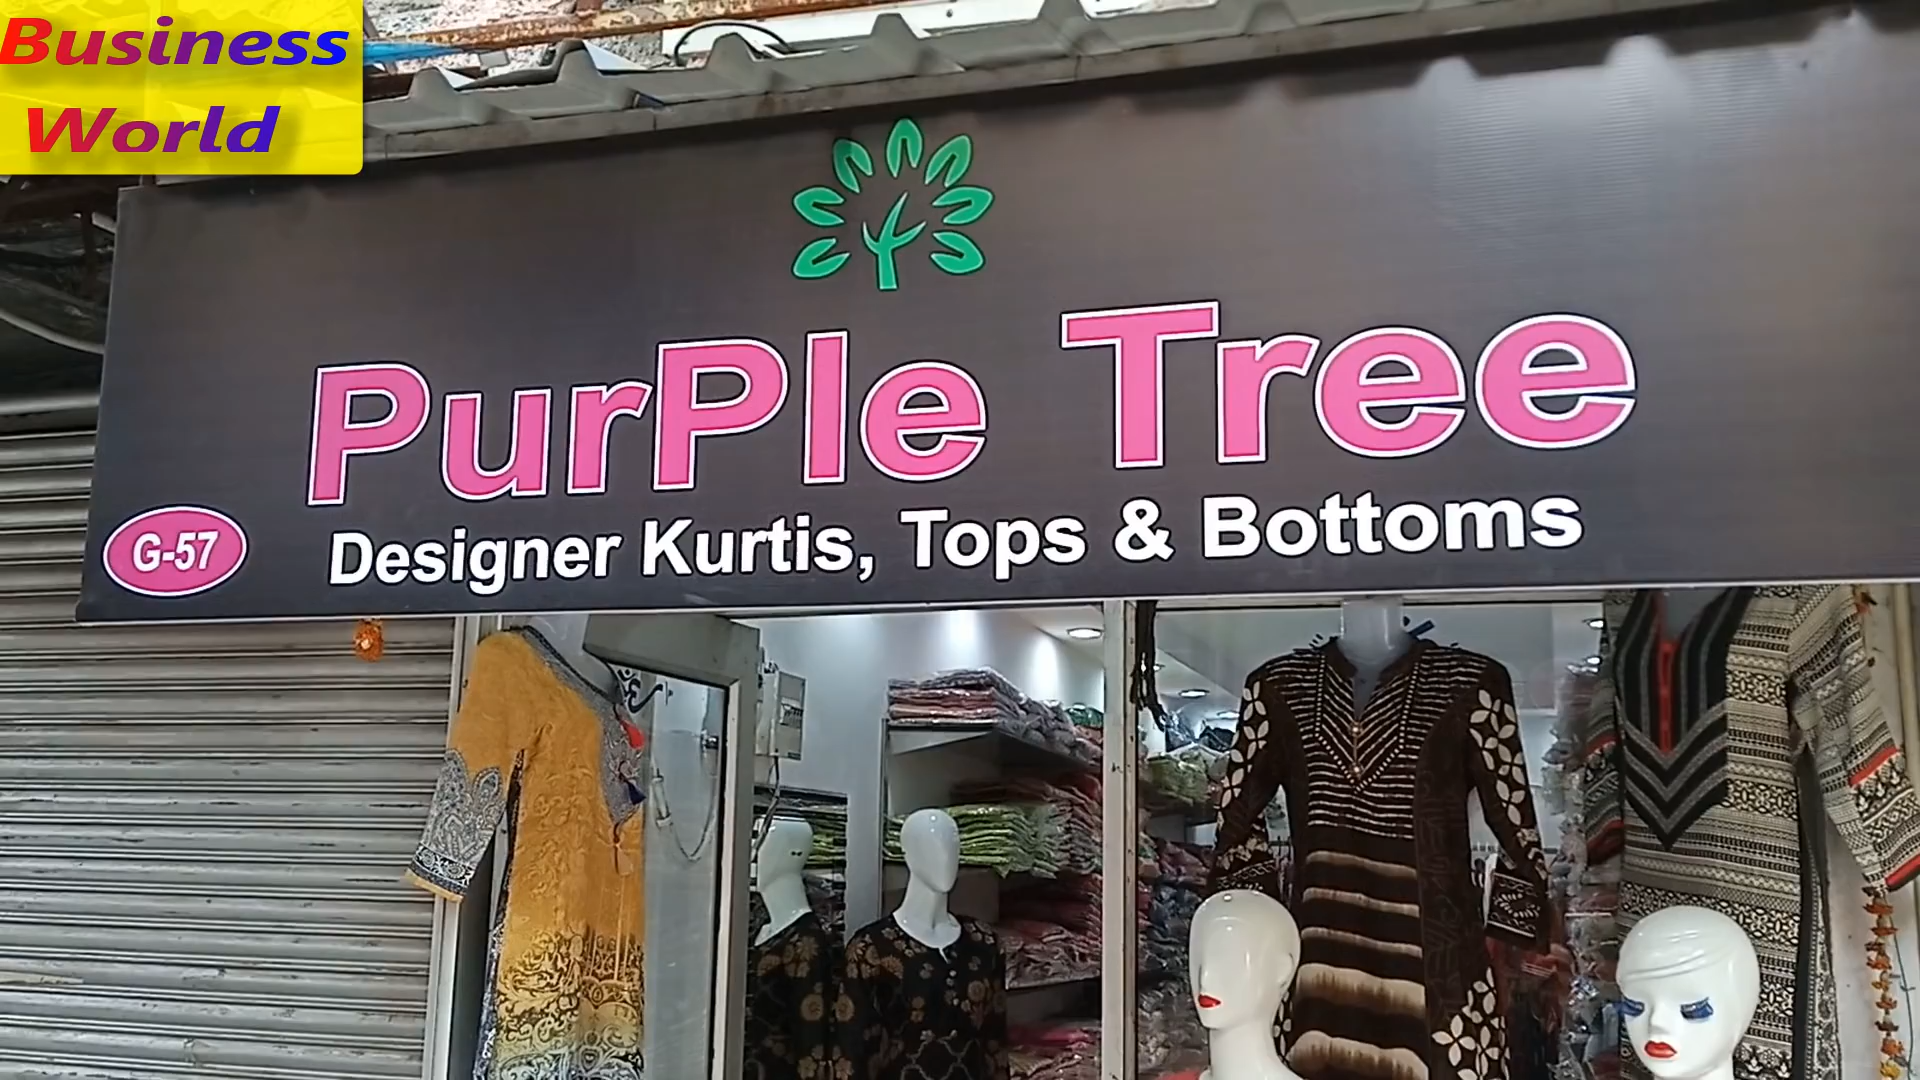 Business
World
PurPle Tree
G-57
Designer Kurtis, Tops & Bottoms